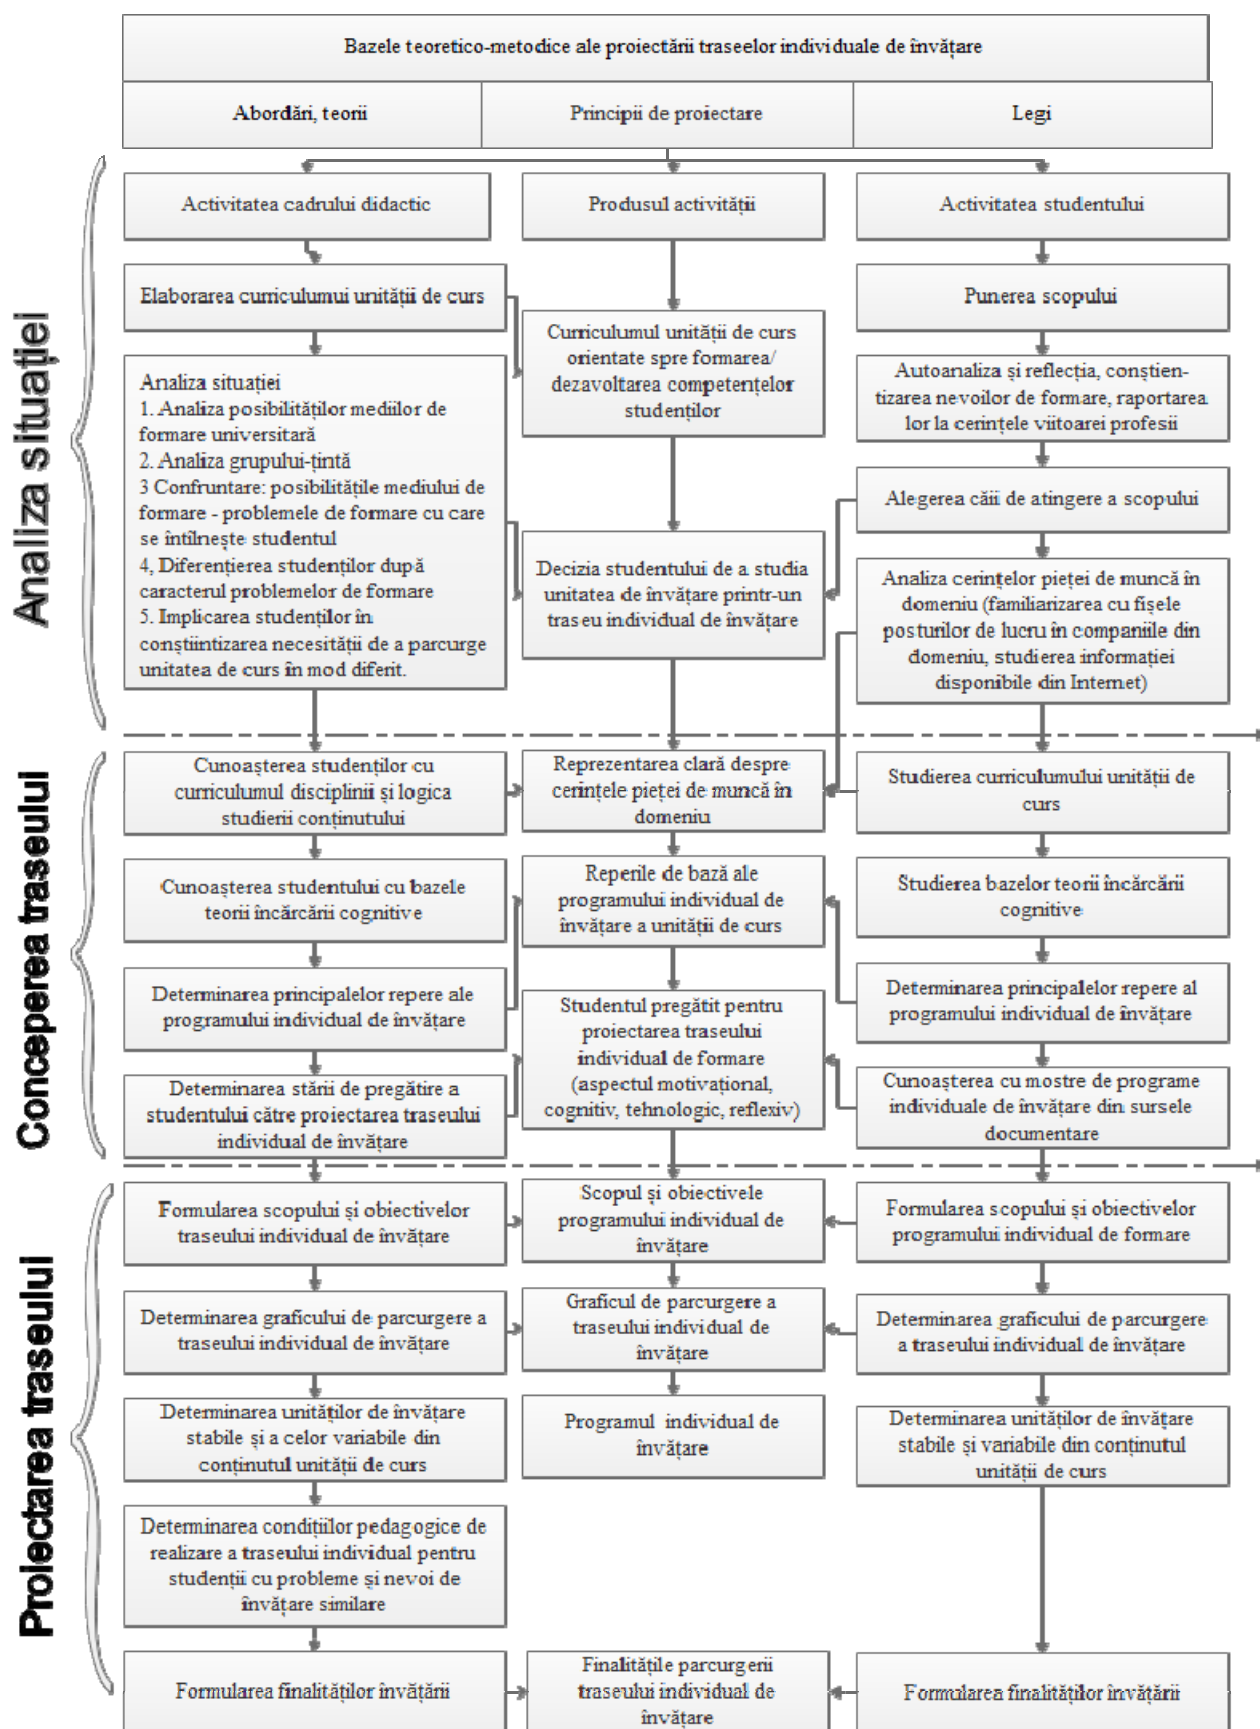 Bazele teoretico-metodice ale proiectării traseelor individuale de învățare
Abordări, teorii
Principii de proiectare
Legi
Analiza situației
Activitatea cadrului didactic
Produsul activității
Activitatea studentului
Elaborarea curriculumui unității de curs
Punerea scopului
Curriculumul unității de curs
orientate spre formarea/
dezavoltarea competențelor
studenților
Analiza situației
1. Analiza posibilităților mediilor de
formare universitară
2. Analiza grupului-țintă
3 Confruntare: posibilitățile mediului de
formare - problemele de formare cu care
se întîlnește studentul
4, Diferențierea studenților după
caracterul problemelor de formare
5. Implicarea studenților în
conștiintizarea necesității de a parcurge
unitatea de curs în mod diferit.
Autoanaliza și reflecția, conștien-
tizarea nevoilor de formare, raportarea
lor la cerințele viitoarei profesii
Alegerea căii de atingere a scopului
Decizia studentului de a studia
unitatea de învățare printr-un
traseu individual de învățare
Analiza cerințelor pieței de muncă în
domeniu (familiarizarea cu fișele
posturilor de lucru în companiile din
domeniu, studierea informației
disponibile din Internet)
Conceperea traseului
Cunoașterea studenților cu
curriculumul disciplinii și logica
studierii conținutului
Reprezentarea clară despre
cerințele pieței de muncă în
domeniu
Studierea curriculumului unității de
curs
Cunoașterea studentului cu bazele
teorii încărcării cognitive
Reperile de bază ale
programului individual de
învățare a unității de curs
Studierea bazelor teorii încărcării
cognitive
Determinarea principalelor repere ale
programului individual de învățare
Studentul pregătit pentru
proiectarea traseului
individual de formare
(aspectul motivațional,
cognitiv, tehnologic, reflexiv)
Determinarea principalelor repere al
programului individual de învățare
Determinarea stării de pregătire a
studentului către proiectarea traseului
individual de învățare
Cunoașterea cu mostre de programe
individuale de învățare din sursele
documentare
Proiectarea traseului
Formularea scopului și obiectivelor
traseului individual de învățare
Scopul și obiectivele
programului individual de
învățare
Formularea scopului și obiectivelor
programului individual de formare
Determinarea graficului de parcurgere a
traseului individual de învățare
Graficul de parcurgere a
traseului individual de
învățare
Determinarea graficului de parcurgere
a traseului individual de învățare
Determinarea unităților de învățare
stabile și a celor variabile din
conținutul unității de curs
Programul individual de
învățare
Determinarea unităților de învățare
stabile și variabile din conținutul
unității de curs
Determinarea condițiilor pedagogice de
realizare a traseului individual pentru
studenții cu probleme și nevoi de
învățare similare
Formularea finalităților învățării
Finalitățile parcurgerii
traseului individual de
învățare
Formularea finalităților învățării